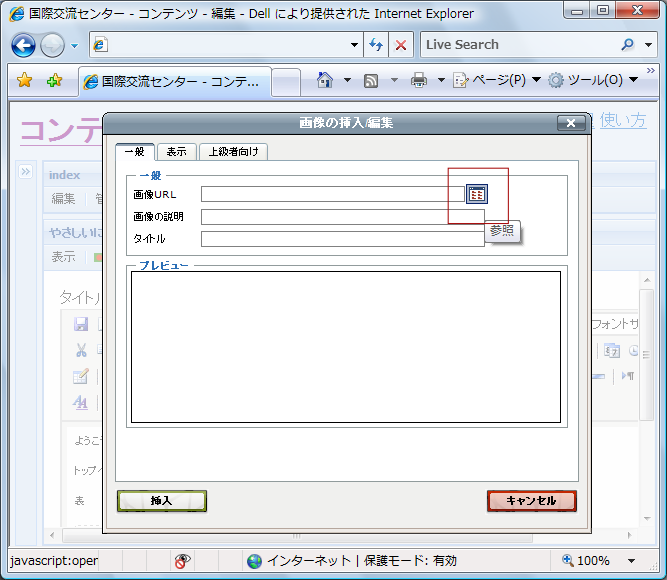 国際交流センター - コンテンツ - 編集 - Dell により提供された Internet Explorer
Live Search
国際交流センター - コンテ...
ページ(P)
ツール(O)
コンテ
使い方
画像の挿入/編集
index
一般
表示
上級者向け
編集
一般
画像URL
画像の説明
参照
やさしいに
タイトル
表示
プレビュー
タイトル
フォントサ
ようこ
トップペ
表
挿入
キャンセル
javascript:oper
インターネット | 保護モード: 有効
100%